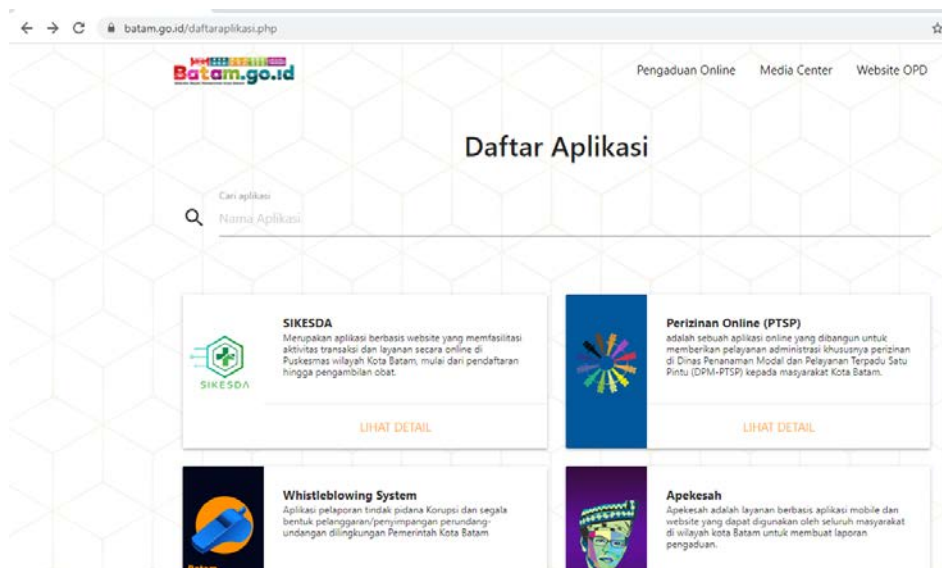 batam.go.id/daftaraplikasi.php
Batam.go.id
Pengaduan Online
Media Center
Website OPD
Daftar Aplikasi
Cari aplikasi
Nama Aplikasi
SIKESDA
SIKESDA
Merupakan aplikasi berbasis website yang memfasilitasi
aktivitas transaksi dan layanan secara online di
Puskesmas wilayah Kota Batam, mulai dari pendaftaran
hingga pengambilan obat.
LIHAT DETAIL
Perizinan Online (PTSP)
adalah sebuah aplikasi online yang dibangun untuk
memberikan pelayanan administrasi khususnya perizinan
di Dinas Penanaman Modal dan Pelayanan Terpadu Satu
Pintu (DPM-PTSP) kepada masyarakat Kota Batam.
LIHAT DETAIL
Batam
Whistleblowing System
Aplikasi pelaporan tindak pidana Korupsi dan segala
bentuk pelanggaran/penyimpangan perundang-
undangan dilingkungan Pemerintah Kota Batam
Apekesah
Apekesah adalah layanan berbasis aplikasi mobile dan
website yang dapat digunakan oleh seluruh masyarakat
di wilayah kota Batam untuk membuat laporan
pengaduan.